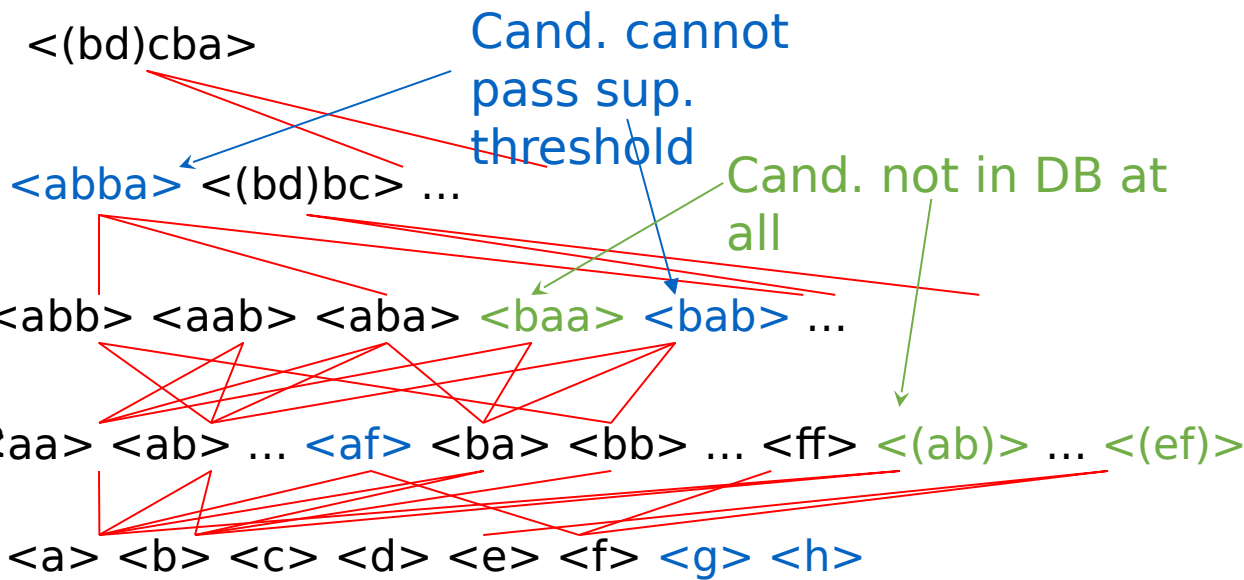 <(bd)cba>
Cand. cannot
pass sup.
threshold
<abba> <(bd)bc> …
Cand. not in DB at
all
<abb> <aab> <aba> <baa> <bab> …
aa> <ab> … <af> <ba> <bb> … <ff> <(ab)> … <(ef)>
<a> <b> <c> <d> <e> <f> <g> <h>